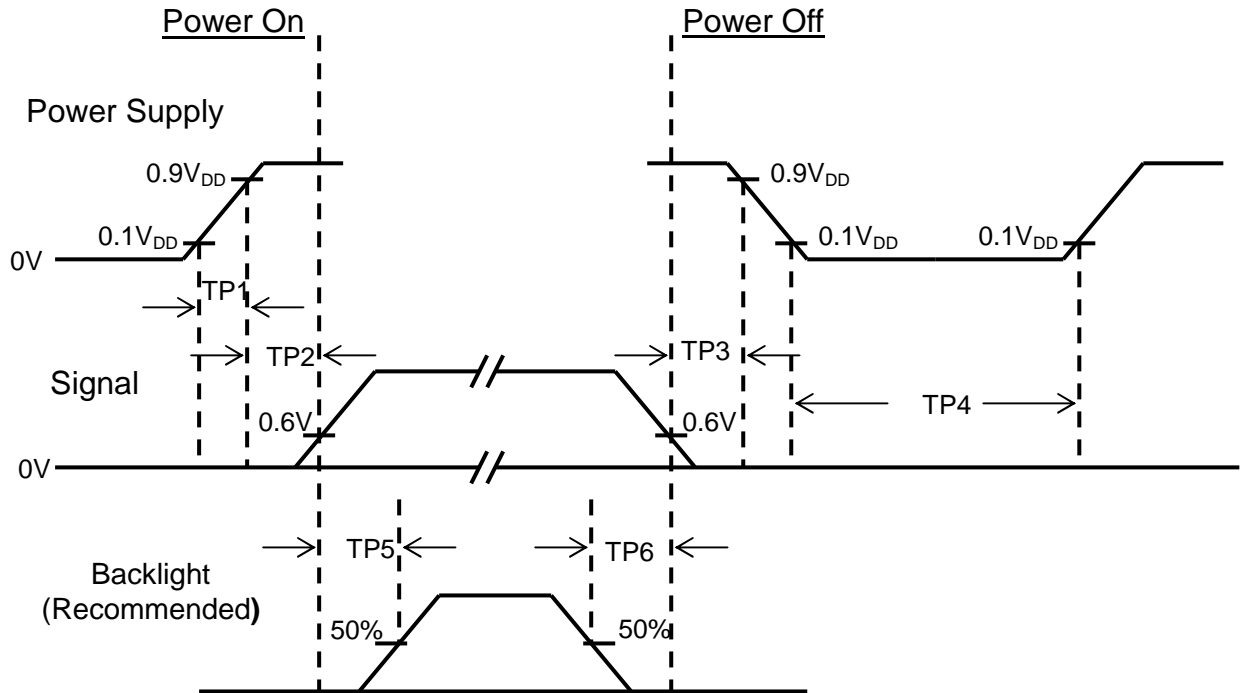 Power On
Power Off
Power Supply
0.9VDD
0.9VDD
0.1VDD
0.1VDD
0.1VDD
0V
TP1
TP2
TP3
Signal
TP4
0.6V
0.6V
0V
TP5
TP6
Backlight
(Recommended)
50%
50%